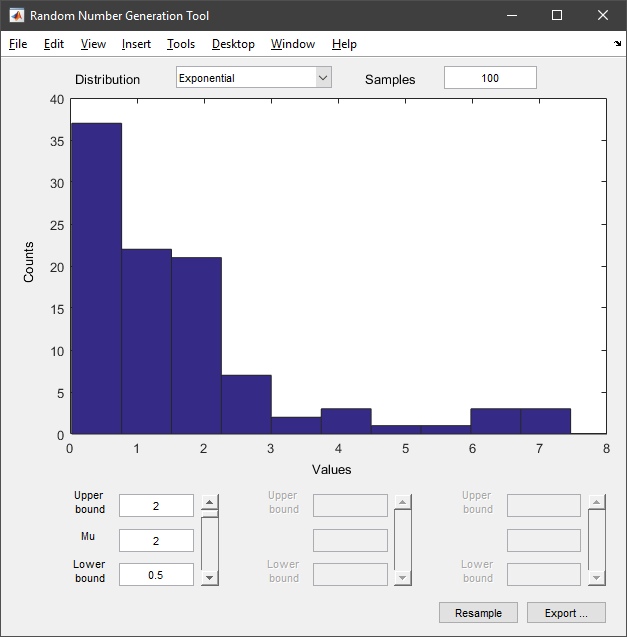 Random Number Generation Tool
File Edit View Insert Tools Desktop Window Help
Distribution Exponential Samples 100
40
35
30
25
20
15
10
5
0
Counts
0 1 2 3 4 5 6 7 8
Values
Upper bound 2 Upper bound Upper bound
Mu 2
Lower bound 0.5 Lower bound Lower bound
Resample Export ...